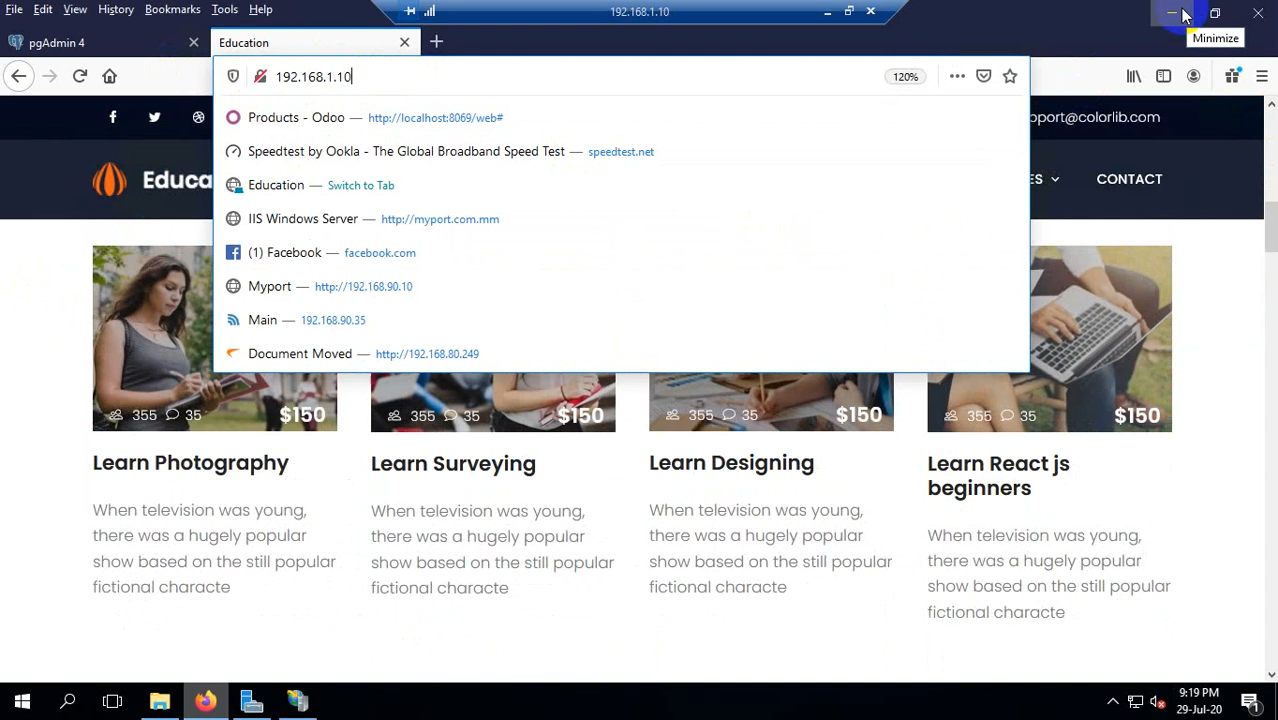 File Edit View History Bookmarks Tools Help
192.168.1.10
Minimize
pgAdmin 4
Education
192.168.1.10
120%
Products - Odoo — http://localhost:8069/web#
Speedtest by Ookla - The Global Broadband Speed Test — speedtest.net
Education — Switch to Tab
IIS Windows Server — http://myport.com.mm
(1) Facebook — facebook.com
Myport — http://192.168.90.10
Main — 192.168.90.35
Document Moved — http://192.168.80.249
pport@colorlib.com
Educa
ES
CONTACT
355 35 $150
355 35 $150
355 35 $150
355 35 $150
Learn Photography
When television was young,
there was a hugely popular
show based on the still popular
fictional characte
Learn Surveying
When television was young,
there was a hugely popular
show based on the still popular
fictional characte
Learn Designing
When television was young,
there was a hugely popular
show based on the still popular
fictional characte
Learn React js
beginners
When television was young,
there was a hugely popular
show based on the still popular
fictional characte
9:19 PM
29-Jul-20
1